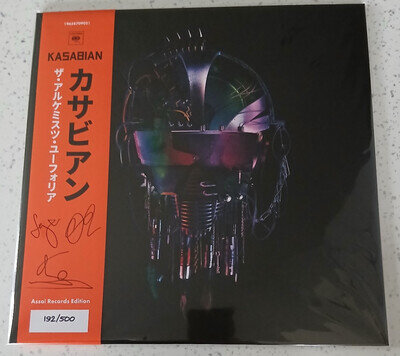 KASABIAN
カサビアン
ザ・アルケミスツ・ユーフォリア
Assai Records Edition
192/500